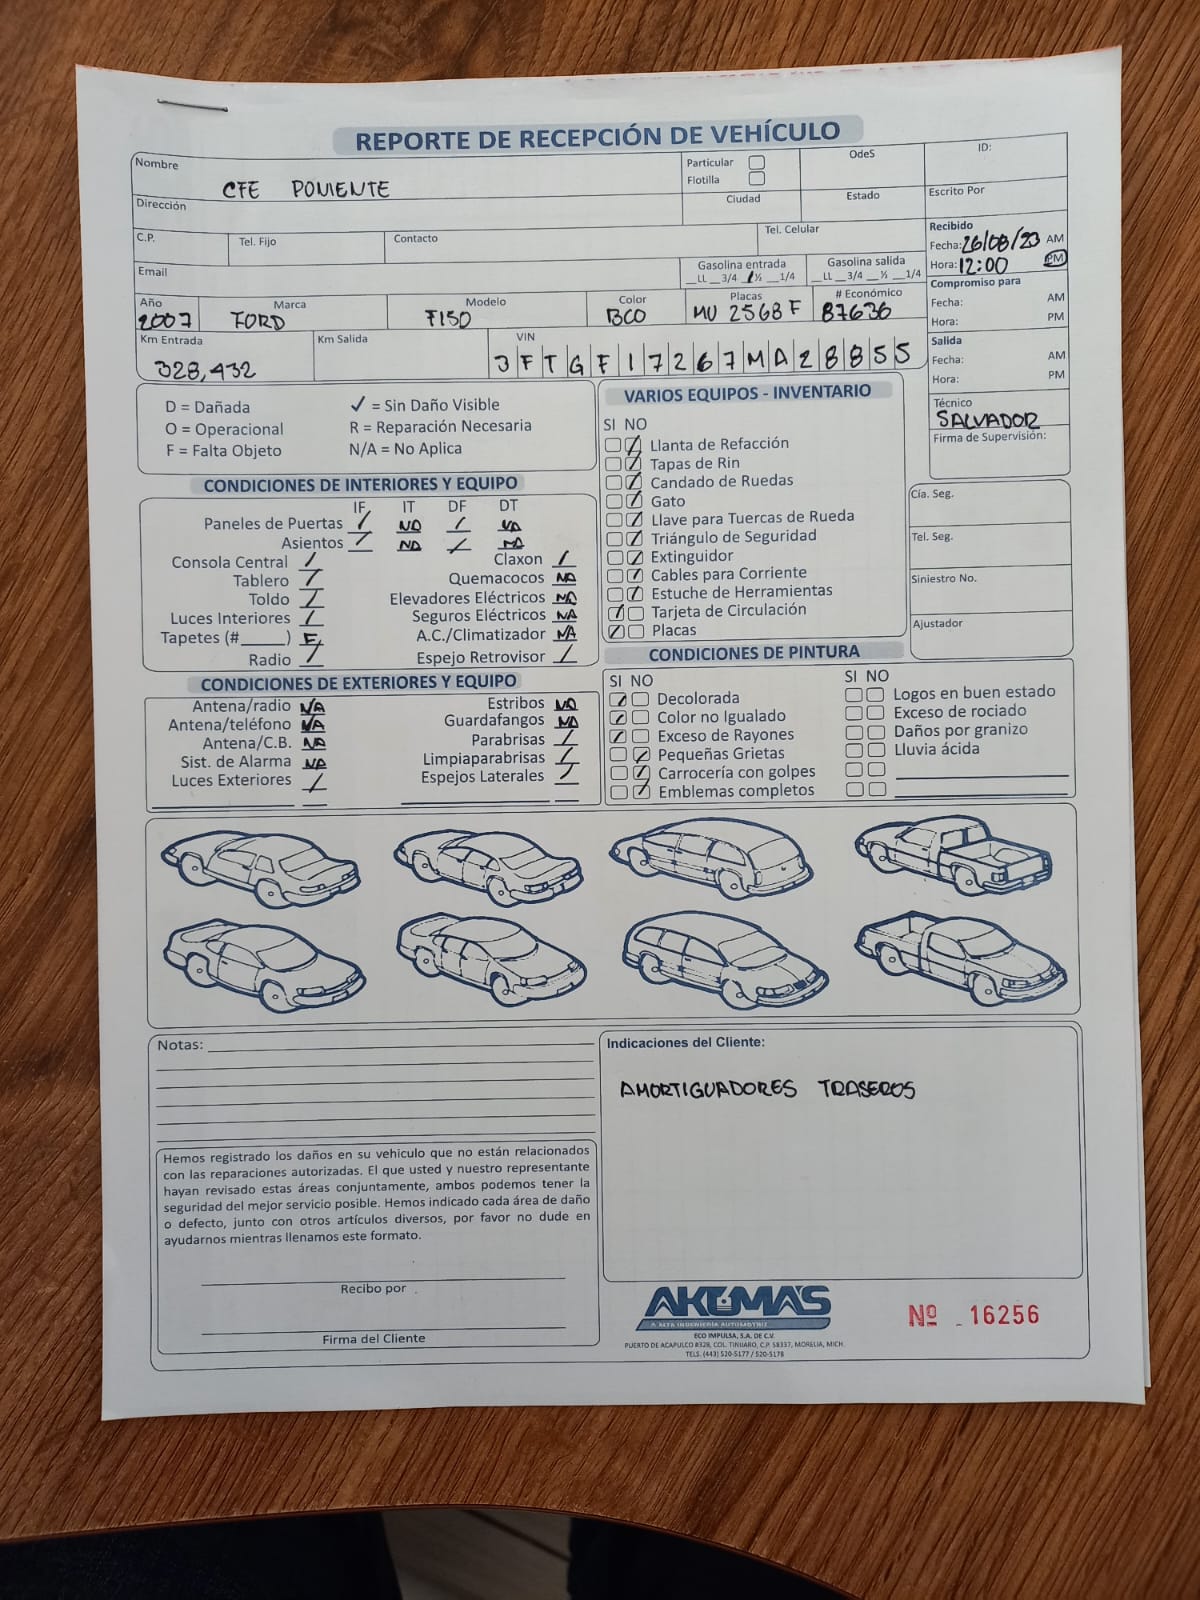 REPORTE DE RECEPCIÓN DE VEHÍCULO
Nombre CFE PONIENTE
Particular
Flotilla
OdeS
ID:
Dirección
Ciudad
Estado
Escrito Por
C.P.
Tel. Fijo
Contacto
Tel. Celular
Recibido
Fecha: 26/08/23 AM
Hora: 12:00 PM
Email
Gasolina entrada
__LL __3/4 __½ __1/4
Gasolina salida
__LL __3/4 __½ __1/4
Compromiso para
Fecha: AM
Hora: PM
Año 2007
Marca FORD
Modelo F150
Color BCO
Placas MU 2568 F
# Económico 87636
Km Entrada 328,432
Km Salida
VIN 3FTGF17267MA28855
Salida
Fecha: AM
Hora: PM
Técnico
SALVADOR
Firma de Supervisión:
D = Dañada
O = Operacional
F = Falta Objeto
✓ = Sin Daño Visible
R = Reparación Necesaria
N/A = No Aplica
CONDICIONES DE INTERIORES Y EQUIPO
IF IT DF DT
Paneles de Puertas / NA / NA
Asientos / NA / NA
Consola Central /
Tablero /
Toldo /
Luces Interiores /
Tapetes (#_____) F
Radio /
Claxon /
Quemacocos NA
Elevadores Eléctricos NA
Seguros Eléctricos NA
A.C./Climatizador NA
Espejo Retrovisor /
CONDICIONES DE EXTERIORES Y EQUIPO
Antena/radio NA
Antena/teléfono NA
Antena/C.B. NA
Sist. de Alarma NA
Luces Exteriores /
Estribos NA
Guardafangos NA
Parabrisas /
Limpiaparabrisas /
Espejos Laterales /
VARIOS EQUIPOS - INVENTARIO
SI NO
Llanta de Refacción
Tapas de Rin
Candado de Ruedas
Gato
Llave para Tuercas de Rueda
Triángulo de Seguridad
Extinguidor
Cables para Corriente
Estuche de Herramientas
Tarjeta de Circulación
Placas
Cía. Seg.
Tel. Seg.
Siniestro No.
Ajustador
CONDICIONES DE PINTURA
SI NO
Decolorada
Color no Igualado
Exceso de Rayones
Pequeñas Grietas
Carrocería con golpes
Emblemas completos
SI NO
Logos en buen estado
Exceso de rociado
Daños por granizo
Lluvia ácida
Notas:
Indicaciones del Cliente:
AMORTIGUADORES TRASEROS
Hemos registrado los daños en su vehiculo que no están relacionados
con las reparaciones autorizadas. El que usted y nuestro representante
hayan revisado estas áreas conjuntamente, ambos podemos tener la
seguridad del mejor servicio posible. Hemos indicado cada área de daño
o defecto, junto con otros artículos diversos, por favor no dude en
ayudarnos mientras llenamos este formato.
Recibo por
Firma del Cliente
AKUMA'S
A ALTA INGENIERÍA AUTOMOTRIZ
ECO IMPULSA, S.A. DE C.V.
PUERTO DE ACAPULCO #328, COL. TINIJARO, C.P. 58337, MORELIA, MICH.
TELS. (443) 520-5177 / 520-5178
Nº 16256